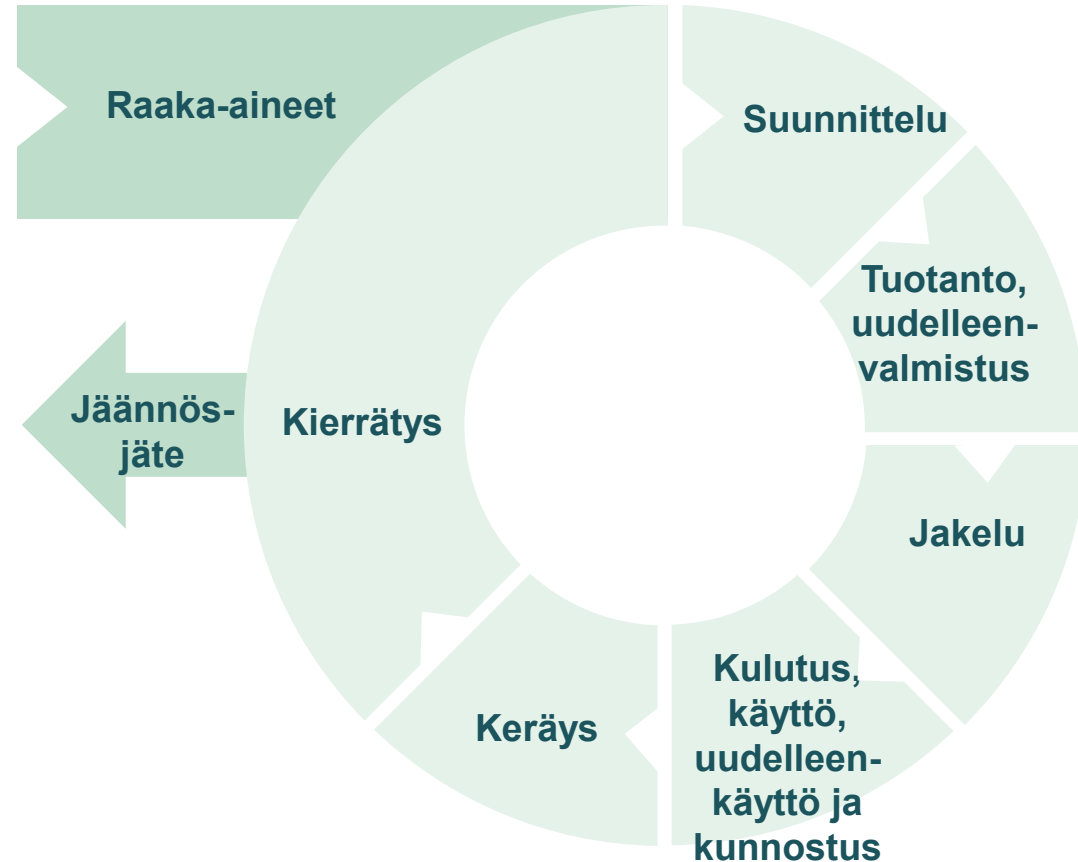 Raaka-aineet
Suunnittelu
Tuotanto,
uudelleen-
valmistus
Jäännös-
jäte
Kierrätys
Jakelu
Keräys
Kulutus,
käyttö,
uudelleen-
käyttö ja
kunnostus